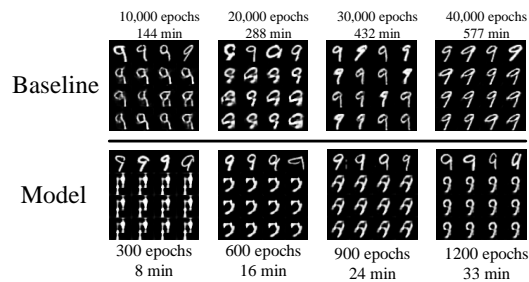 10,000 epochs 20,000 epochs 30,000 epochs 40,000 epochs
144 min 288 min 432 min 577 min
Baseline
Model
300 epochs 600 epochs 900 epochs 1200 epochs
8 min 16 min 24 min 33 min